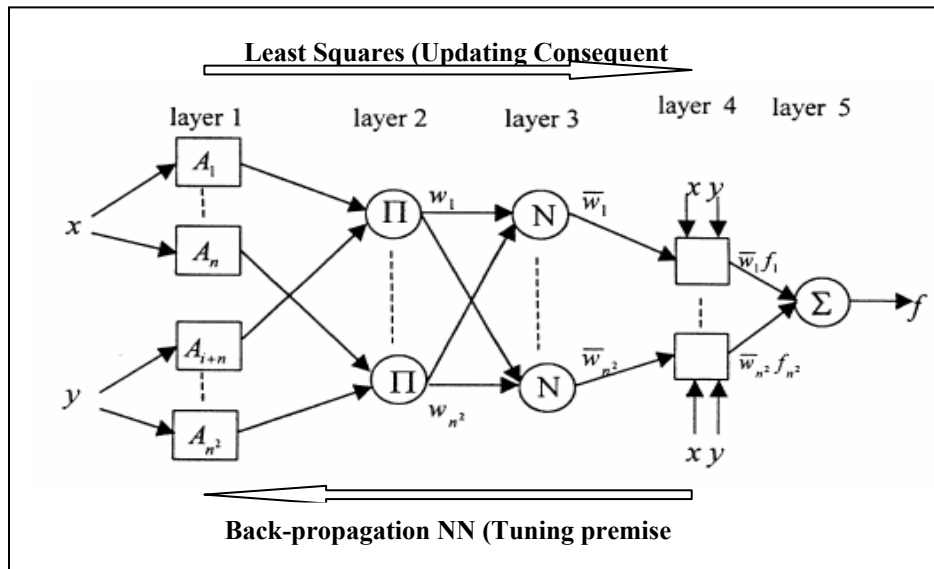 Least Squares (Updating Consequent
layer 1 layer 2 layer 3 layer 4 layer 5
A₁
x
Aₙ
Π
w₁
N
w̅₁
x y
w̅₁f₁
Σ
f
Aᵢ₊ₙ
y
Aₙ²
Π
wₙ²
N
w̅ₙ²
w̅ₙ²fₙ²
x y
Back-propagation NN (Tuning premise